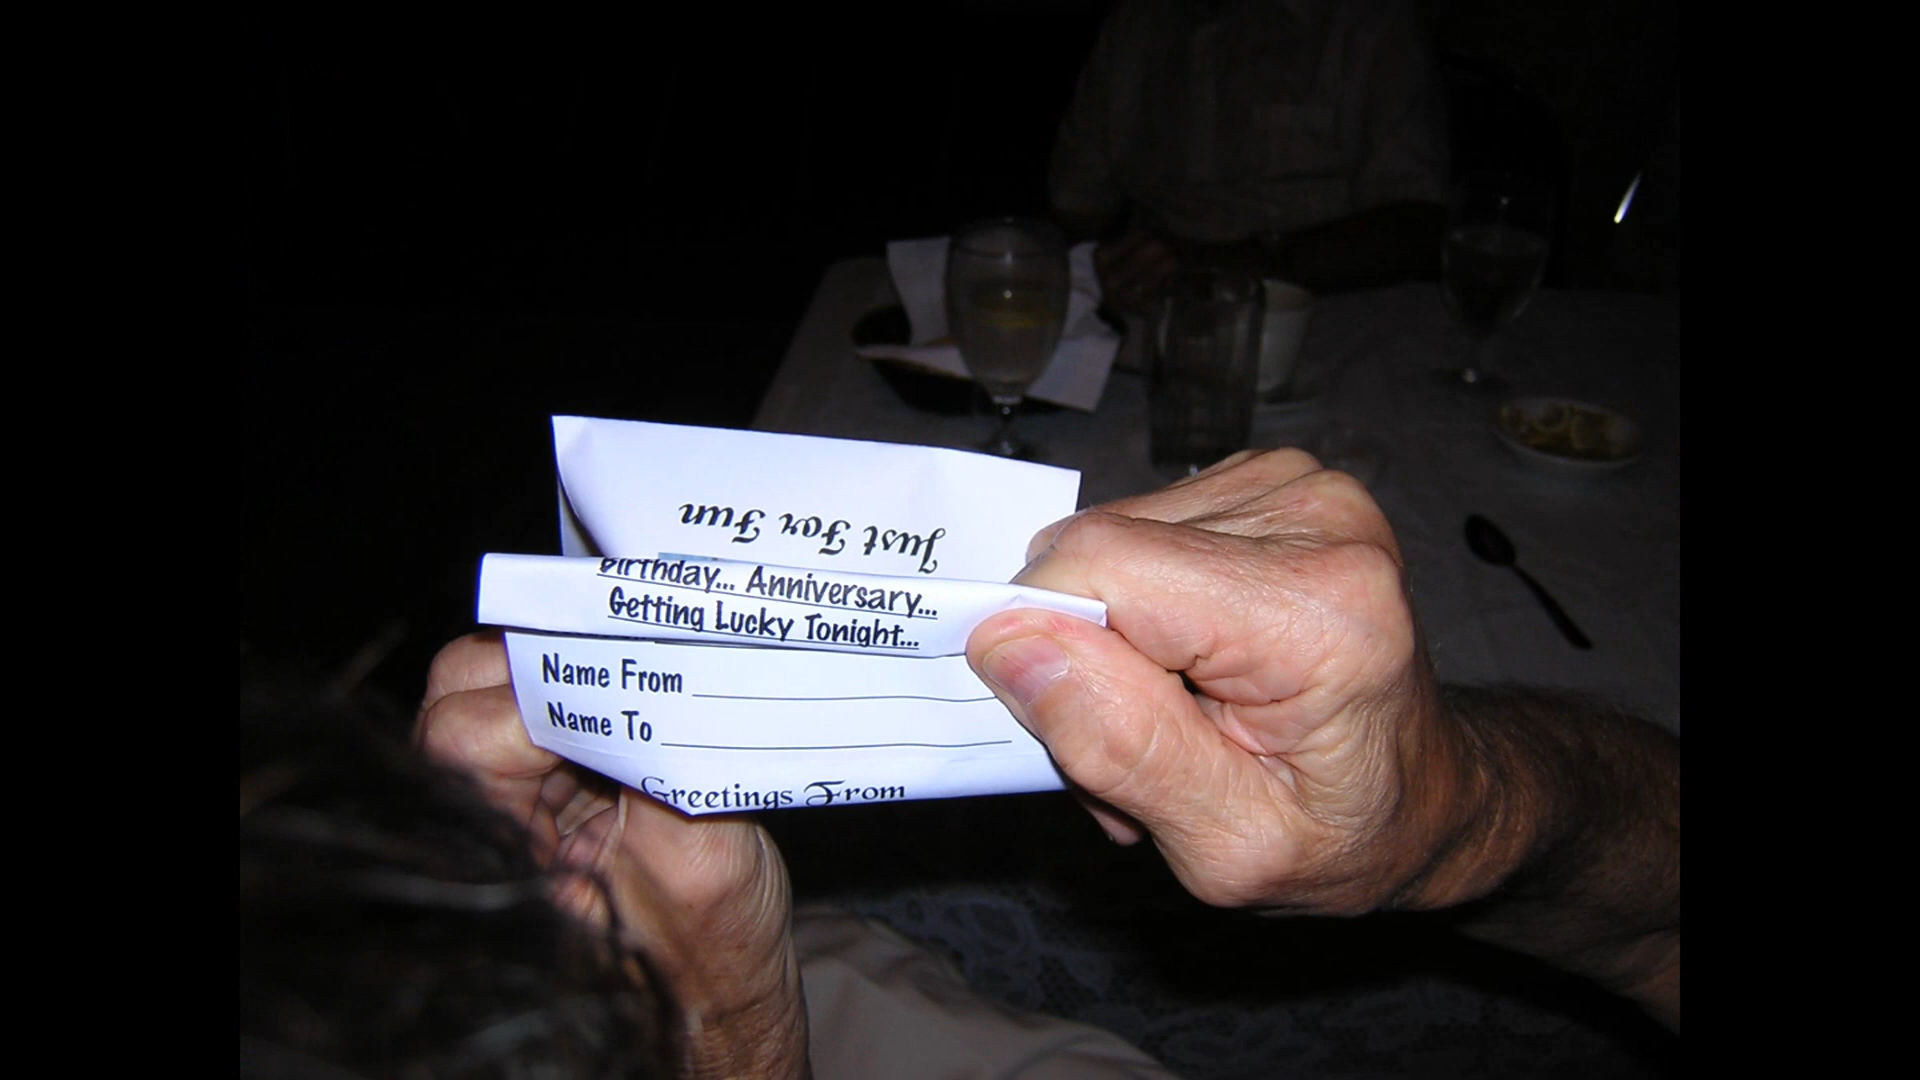 Just For Fun
Birthday... Anniversary...
Getting Lucky Tonight...
Name From
Name To
Greetings From